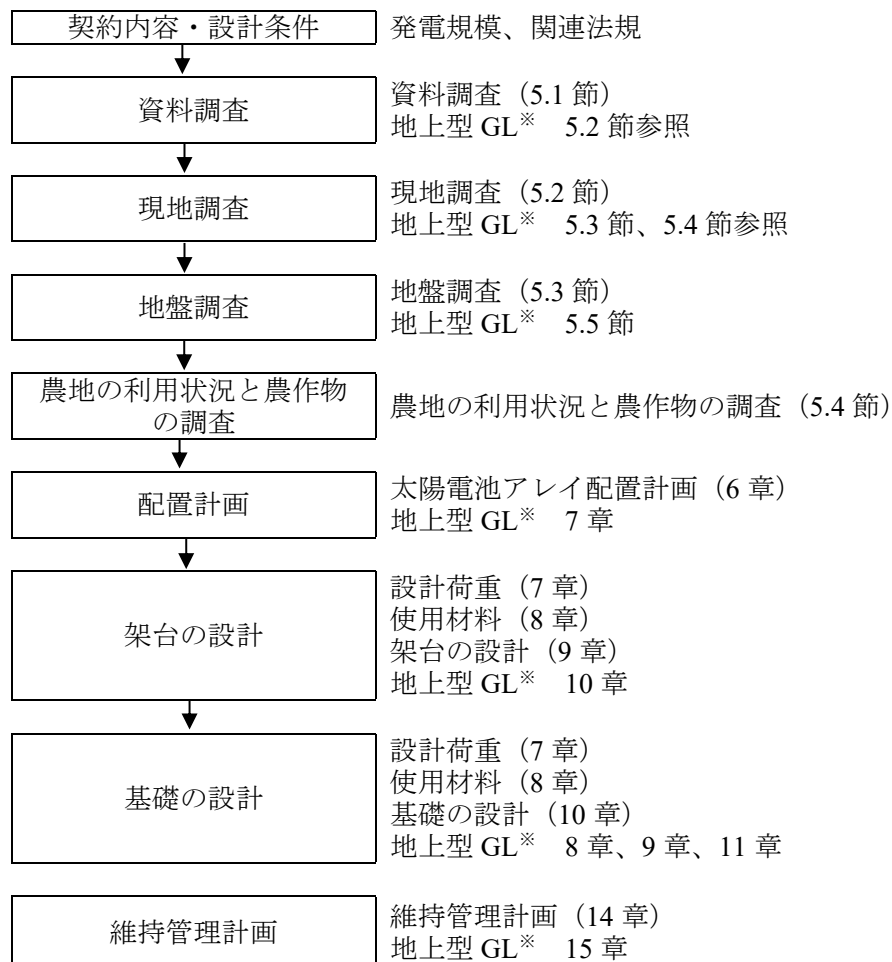 契約内容・設計条件 発電規模、関連法規
資料調査 資料調査（5.1 節）
地上型 GL※ 5.2 節参照
現地調査 現地調査（5.2 節）
地上型 GL※ 5.3 節、5.4 節参照
地盤調査 地盤調査（5.3 節）
地上型 GL※ 5.5 節
農地の利用状況と農作物
の調査
農地の利用状況と農作物の調査（5.4 節）
配置計画 太陽電池アレイ配置計画（6 章）
地上型 GL※ 7 章
架台の設計 設計荷重（7 章）
使用材料（8 章）
架台の設計（9 章）
地上型 GL※ 10 章
基礎の設計 設計荷重（7 章）
使用材料（8 章）
基礎の設計（10 章）
地上型 GL※ 8 章、9 章、11 章
維持管理計画 維持管理計画（14 章）
地上型 GL※ 15 章